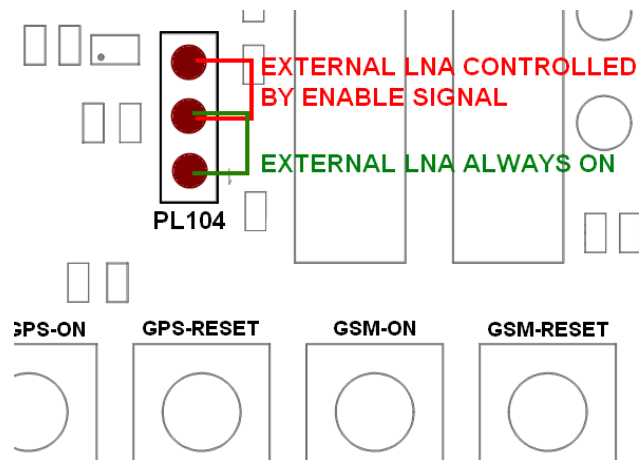 EXTERNAL LNA CONTROLLED
BY ENABLE SIGNAL
EXTERNAL LNA ALWAYS ON
PL104
GPS-ON GPS-RESET GSM-ON GSM-RESET